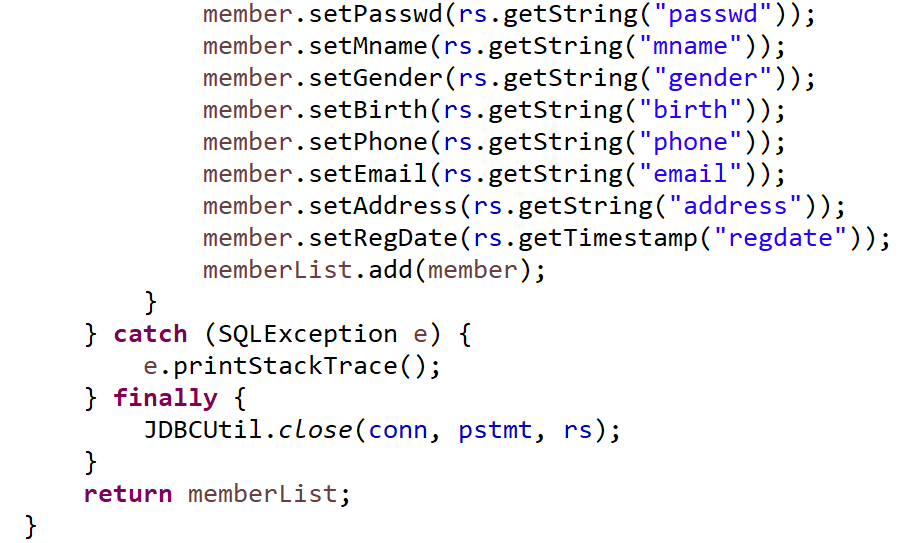 member.setPasswd(rs.getString("passwd"));
member.setMname(rs.getString("mname"));
member.setGender(rs.getString("gender"));
member.setBirth(rs.getString("birth"));
member.setPhone(rs.getString("phone"));
member.setEmail(rs.getString("email"));
member.setAddress(rs.getString("address"));
member.setRegDate(rs.getTimestamp("regdate"));
memberList.add(member);
}
} catch (SQLException e) {
e.printStackTrace();
} finally {
JDBCUtil.close(conn, pstmt, rs);
}
return memberList;
}